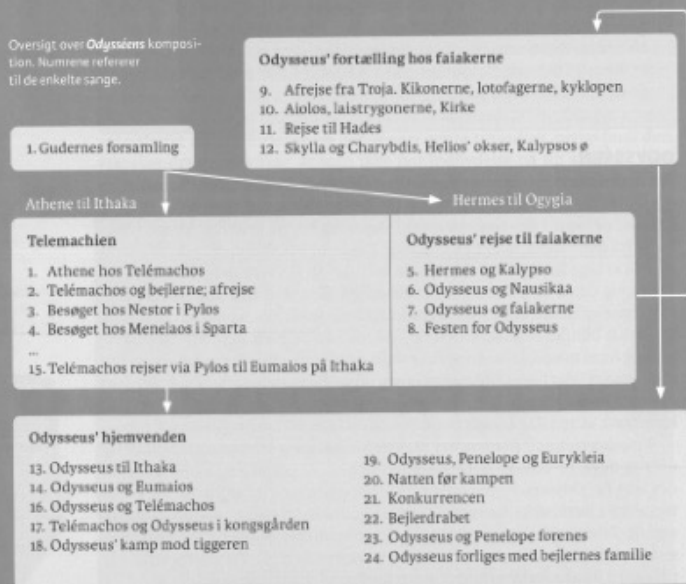 Oversigt over Odysséens komposi-
tion. Numrene refererer
til de enkelte sange.
Odysseus' fortælling hos faiakerne
9. Afrejse fra Troja. Kikonerne, lotofagerne, kyklopen
10. Aiolos, laistrygonerne, Kirke
11. Rejse til Hades
12. Skylla og Charybdis, Helios' okser, Kalypsos ø
1. Gudernes forsamling
Athene til Ithaka
Hermes til Ogygia
Telemachien
1. Athene hos Telémachos
2. Telémachos og bejlerne; afrejse
3. Besøget hos Nestor i Pylos
4. Besøget hos Menelaos i Sparta
...
15. Telémachos rejser via Pylos til Eumaios på Ithaka
Odysseus' rejse til faiakerne
5. Hermes og Kalypso
6. Odysseus og Nausikaa
7. Odysseus og faiakerne
8. Festen for Odysseus
Odysseus' hjemvenden
13. Odysseus til Ithaka
14. Odysseus og Eumaios
16. Odysseus og Telémachos
17. Telémachos og Odysseus i kongsgården
18. Odysseus' kamp mod tiggeren
19. Odysseus, Penelope og Eurykleia
20. Natten før kampen
21. Konkurrencen
22. Bejlerdrabet
23. Odysseus og Penelope forenes
24. Odysseus forliges med bejlernes familie